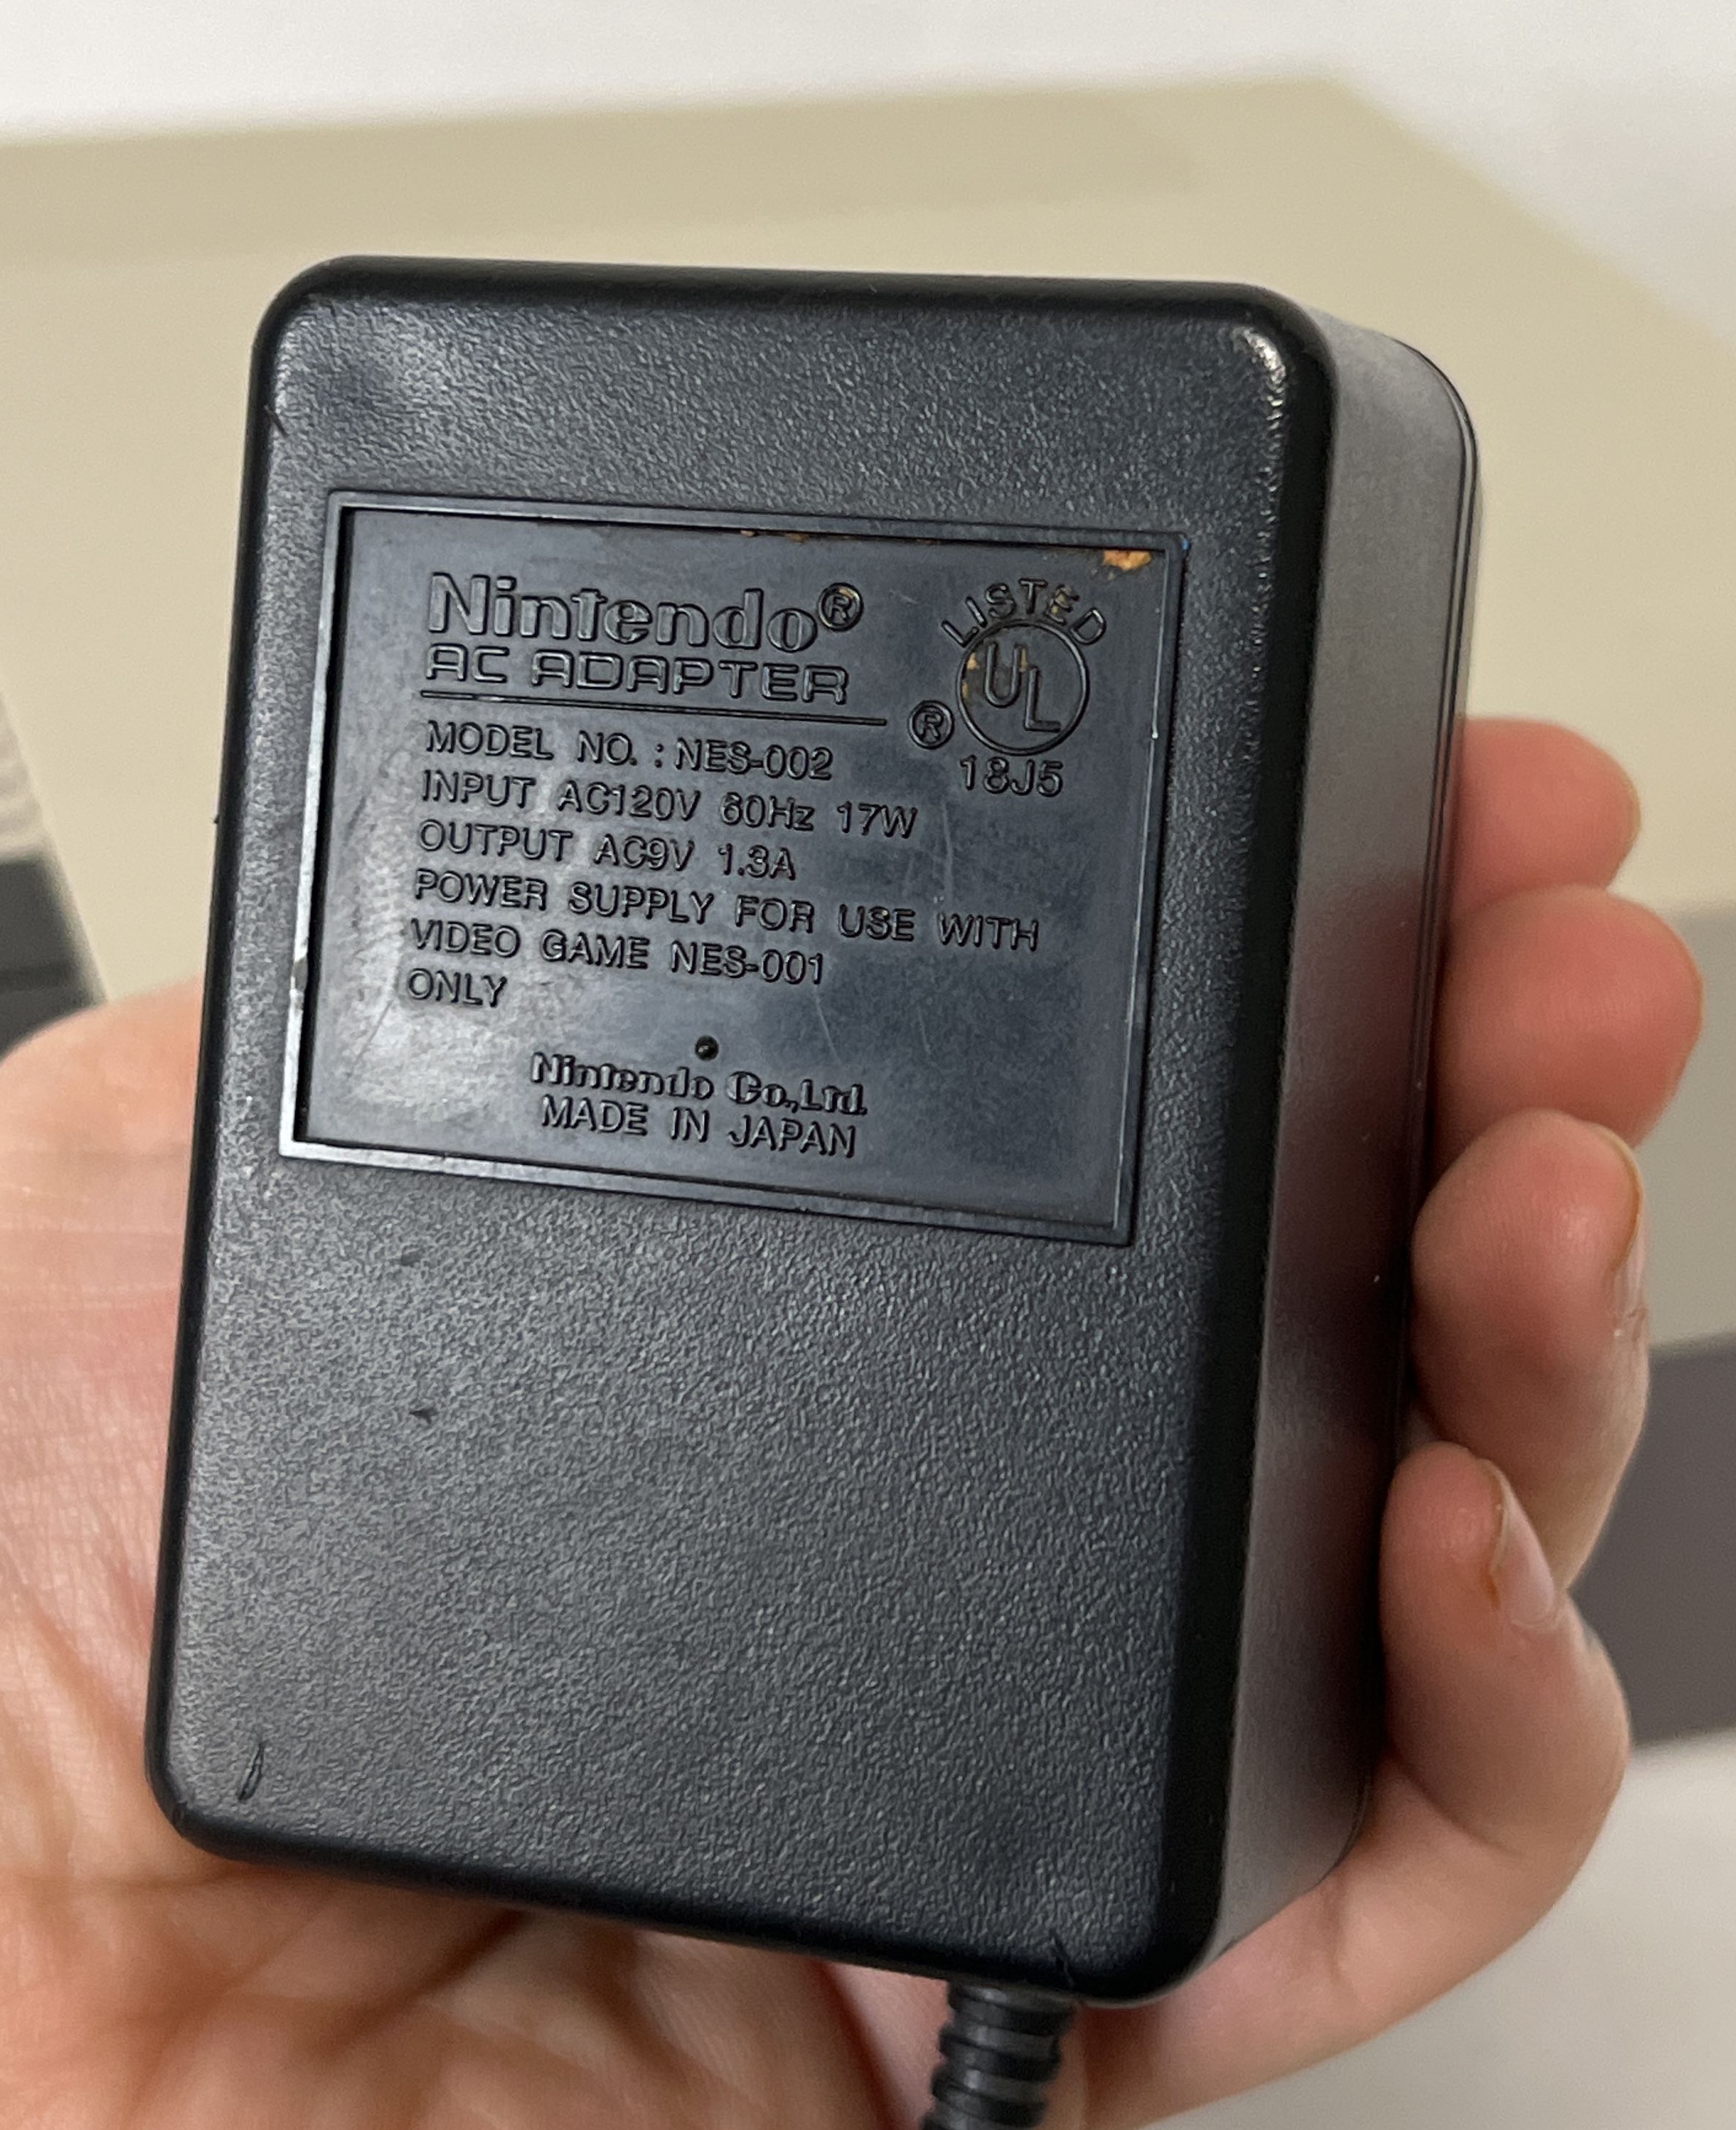 Nintendo®
AC ADAPTER
LISTED
UL
®
18J5
MODEL NO. : NES-002
INPUT AC120V 60Hz 17W
OUTPUT AC9V 1.3A
POWER SUPPLY FOR USE WITH
VIDEO GAME NES-001
ONLY
Nintendo Co.,Ltd.
MADE IN JAPAN